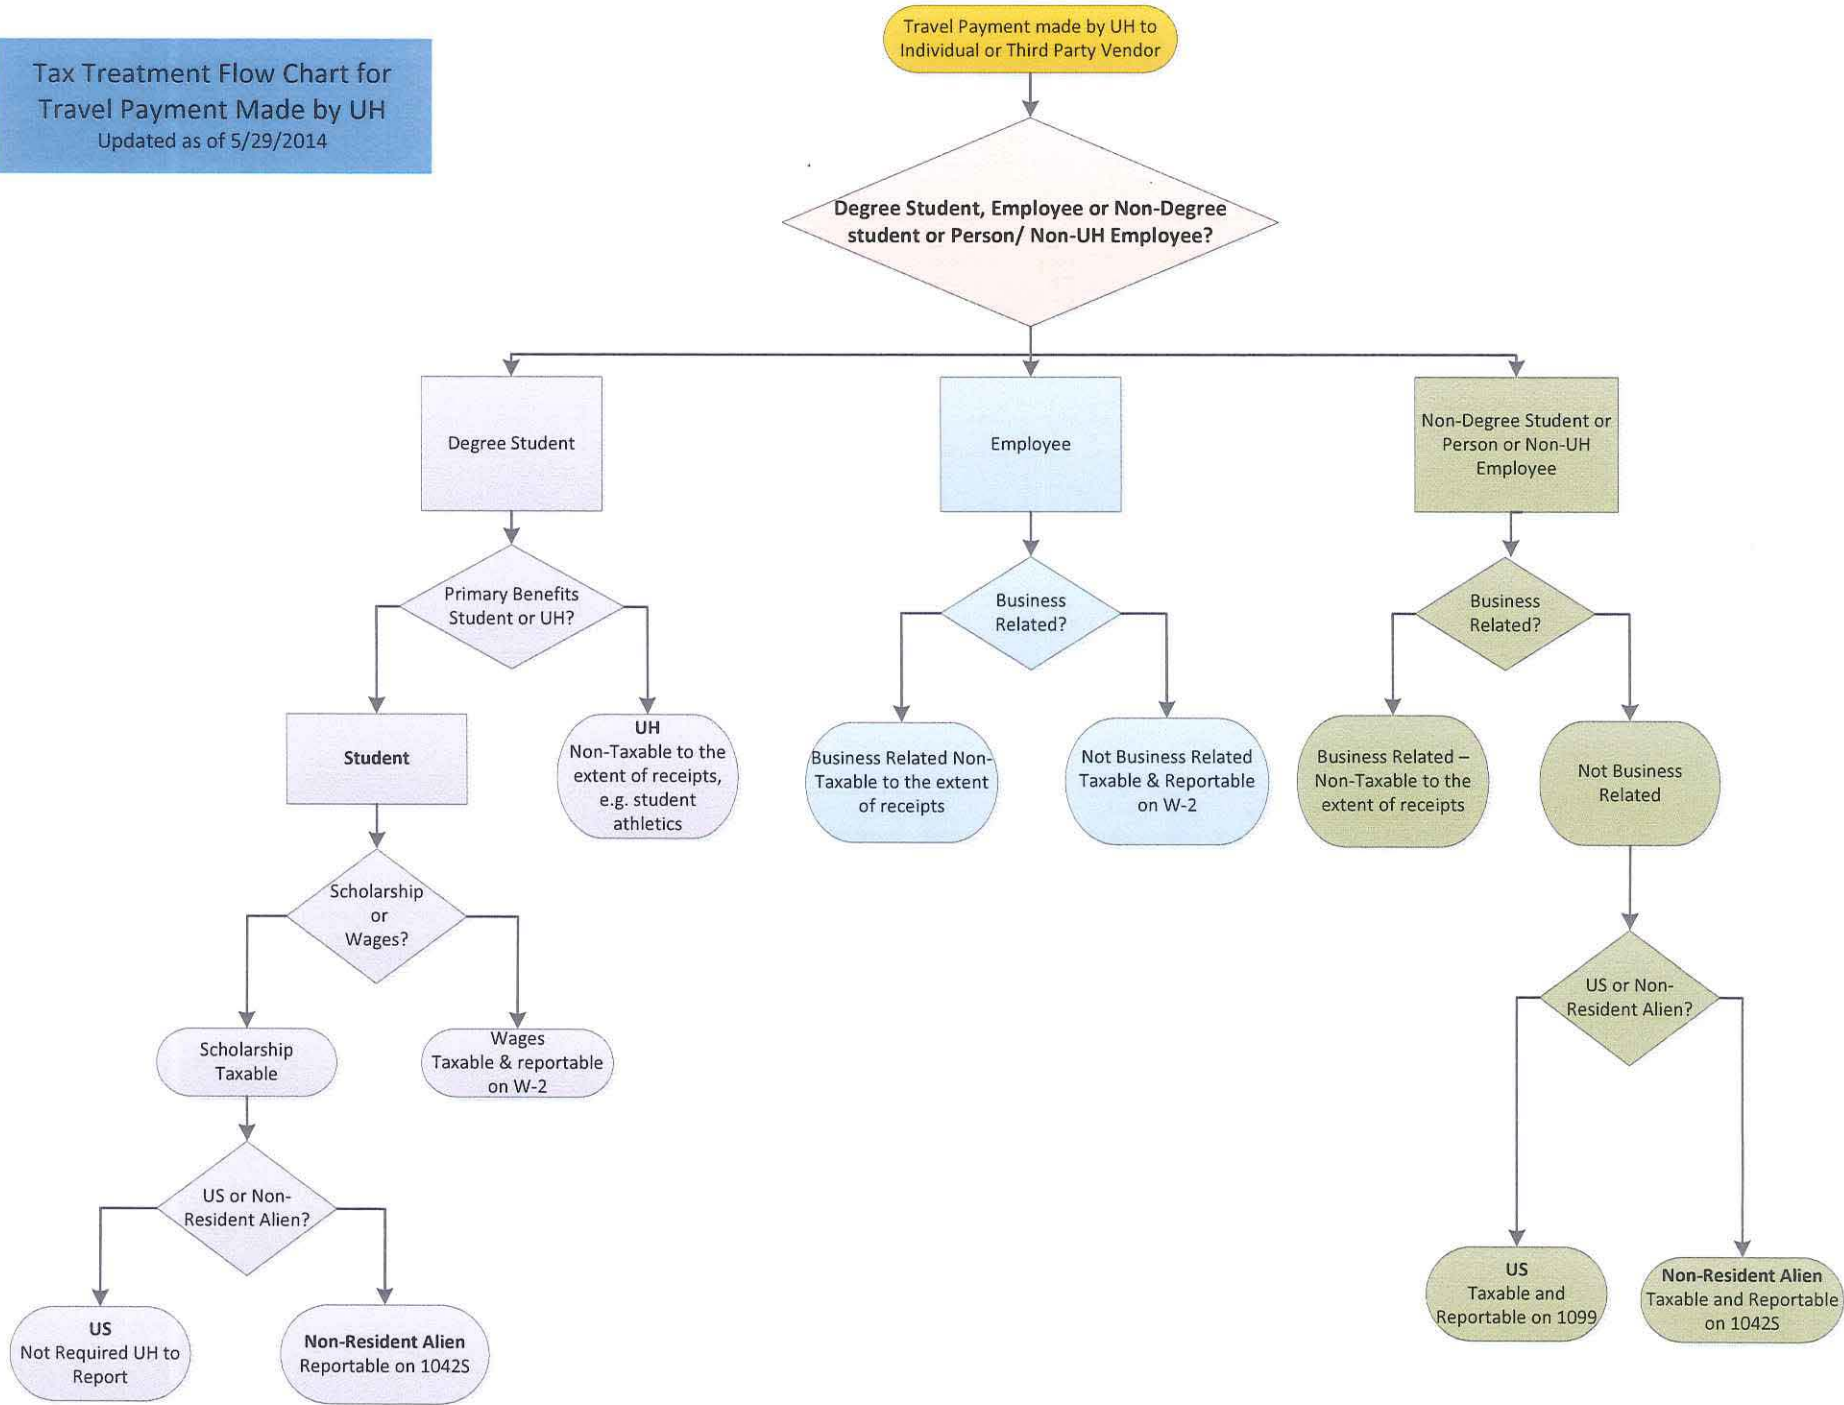 Tax Treatment Flow Chart for
Travel Payment Made by UH
Updated as of 5/29/2014
Travel Payment made by UH to
Individual or Third Party Vendor
Degree Student, Employee or Non-Degree
student or Person/ Non-UH Employee?
Degree Student
Employee
Non-Degree Student or
Person or Non-UH
Employee
Primary Benefits
Student or UH?
Business
Related?
Business
Related?
Student
UH
Non-Taxable to the
extent of receipts,
e.g. student
athletics
Business Related Non-
Taxable to the extent
of receipts
Not Business Related
Taxable & Reportable
on W-2
Business Related –
Non-Taxable to the
extent of receipts
Not Business
Related
Scholarship
or
Wages?
US or Non-
Resident Alien?
Scholarship
Taxable
Wages
Taxable & reportable
on W-2
US or Non-
Resident Alien?
US
Taxable and
Reportable on 1099
Non-Resident Alien
Taxable and Reportable
on 1042S
US
Not Required UH to
Report
Non-Resident Alien
Reportable on 1042S